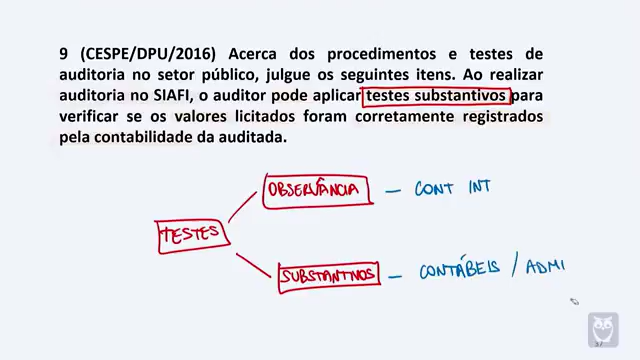 9 (CESPE/DPU/2016) Acerca dos procedimentos e testes de
auditoria no setor público, julgue os seguintes itens. Ao realizar
auditoria no SIAFI, o auditor pode aplicar testes substantivos para
verificar se os valores licitados foram corretamente registrados
pela contabilidade da auditada.
OBSERVÂNCIA — CONT INT
TESTES
SUBSTANTIVOS — CONTÁBEIS / ADMI
37